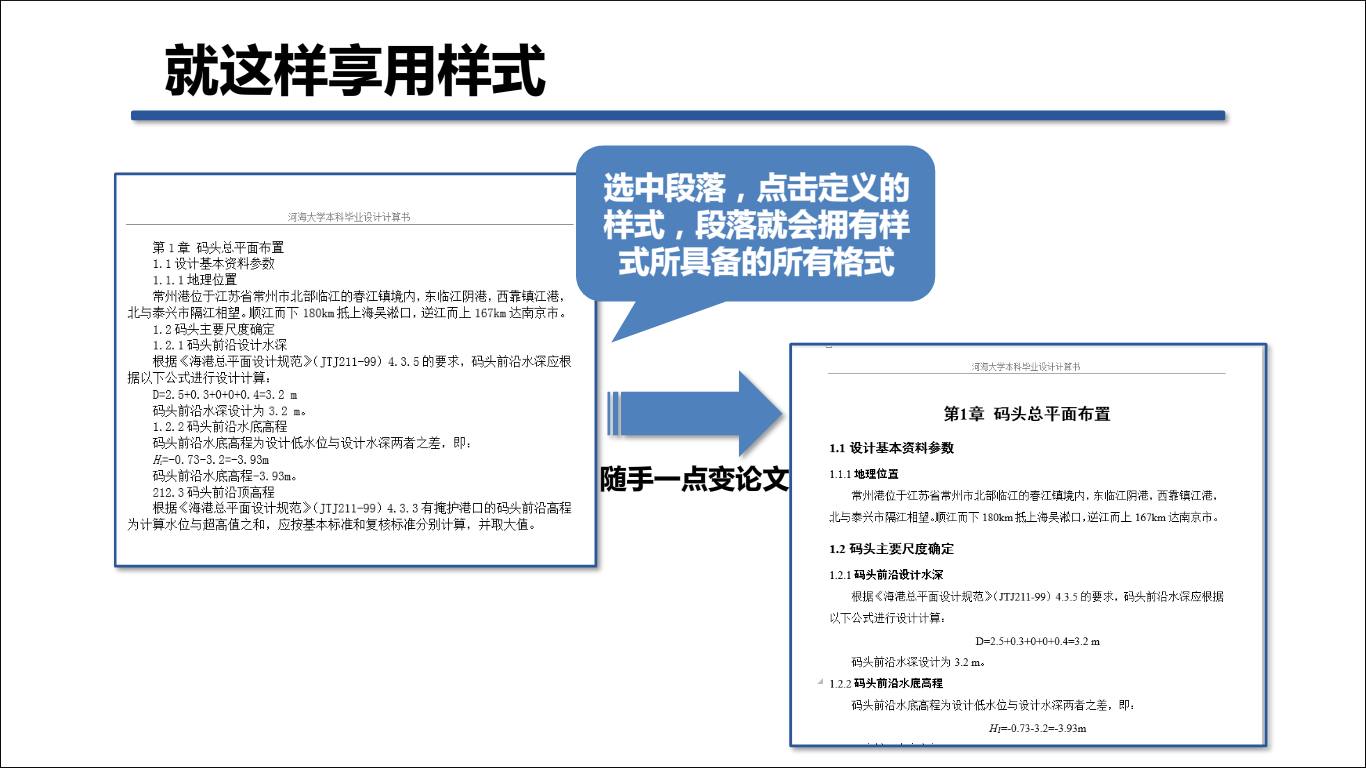 就这样享用样式
选中段落，点击定义的
样式，段落就会拥有样
式所具备的所有格式
河海大学本科毕业设计计算书
第1章 码头总平面布置
1.1 设计基本资料参数
1.1.1 地理位置
常州港位于江苏省常州市北部临江的春江镇境内，东临江阴港，西靠镇江港，
北与泰兴市隔江相望。顺江而下 180km 抵上海吴淞口，逆江而上 167km 达南京市。
1.2 码头主要尺度确定
1.2.1 码头前沿设计水深
根据《海港总平面设计规范》（JTJ211-99）4.3.5 的要求，码头前沿水深应根
据以下公式进行设计计算：
D=2.5+0.3+0+0+0.4=3.2 m
码头前沿水深设计为 3.2 m。
1.2.2 码头前沿水底高程
码头前沿水底高程为设计低水位与设计水深两者之差，即：
H=-0.73-3.2=-3.93m
码头前沿水底高程-3.93m。
212.3 码头前沿顶高程
根据《海港总平面设计规范》（JTJ211-99）4.3.3 有掩护港口的码头前沿高程
为计算水位与超高值之和，应按基本标准和复核标准分别计算，并取大值。
随手一点变论文
河海大学本科毕业设计计算书
第1章 码头总平面布置
1.1 设计基本资料参数
1.1.1 地理位置
常州港位于江苏省常州市北部临江的春江镇境内，东临江阴港，西靠镇江港，
北与泰兴市隔江相望。顺江而下 180km 抵上海吴淞口，逆江而上 167km 达南京市。
1.2 码头主要尺度确定
1.2.1 码头前沿设计水深
根据《海港总平面设计规范》（JTJ211-99）4.3.5 的要求，码头前沿水深应根据
以下公式进行设计计算：
D=2.5+0.3+0+0+0.4=3.2 m
码头前沿水深设计为 3.2 m。
1.2.2 码头前沿水底高程
码头前沿水底高程为设计低水位与设计水深两者之差，即：
H1=-0.73-3.2=-3.93m